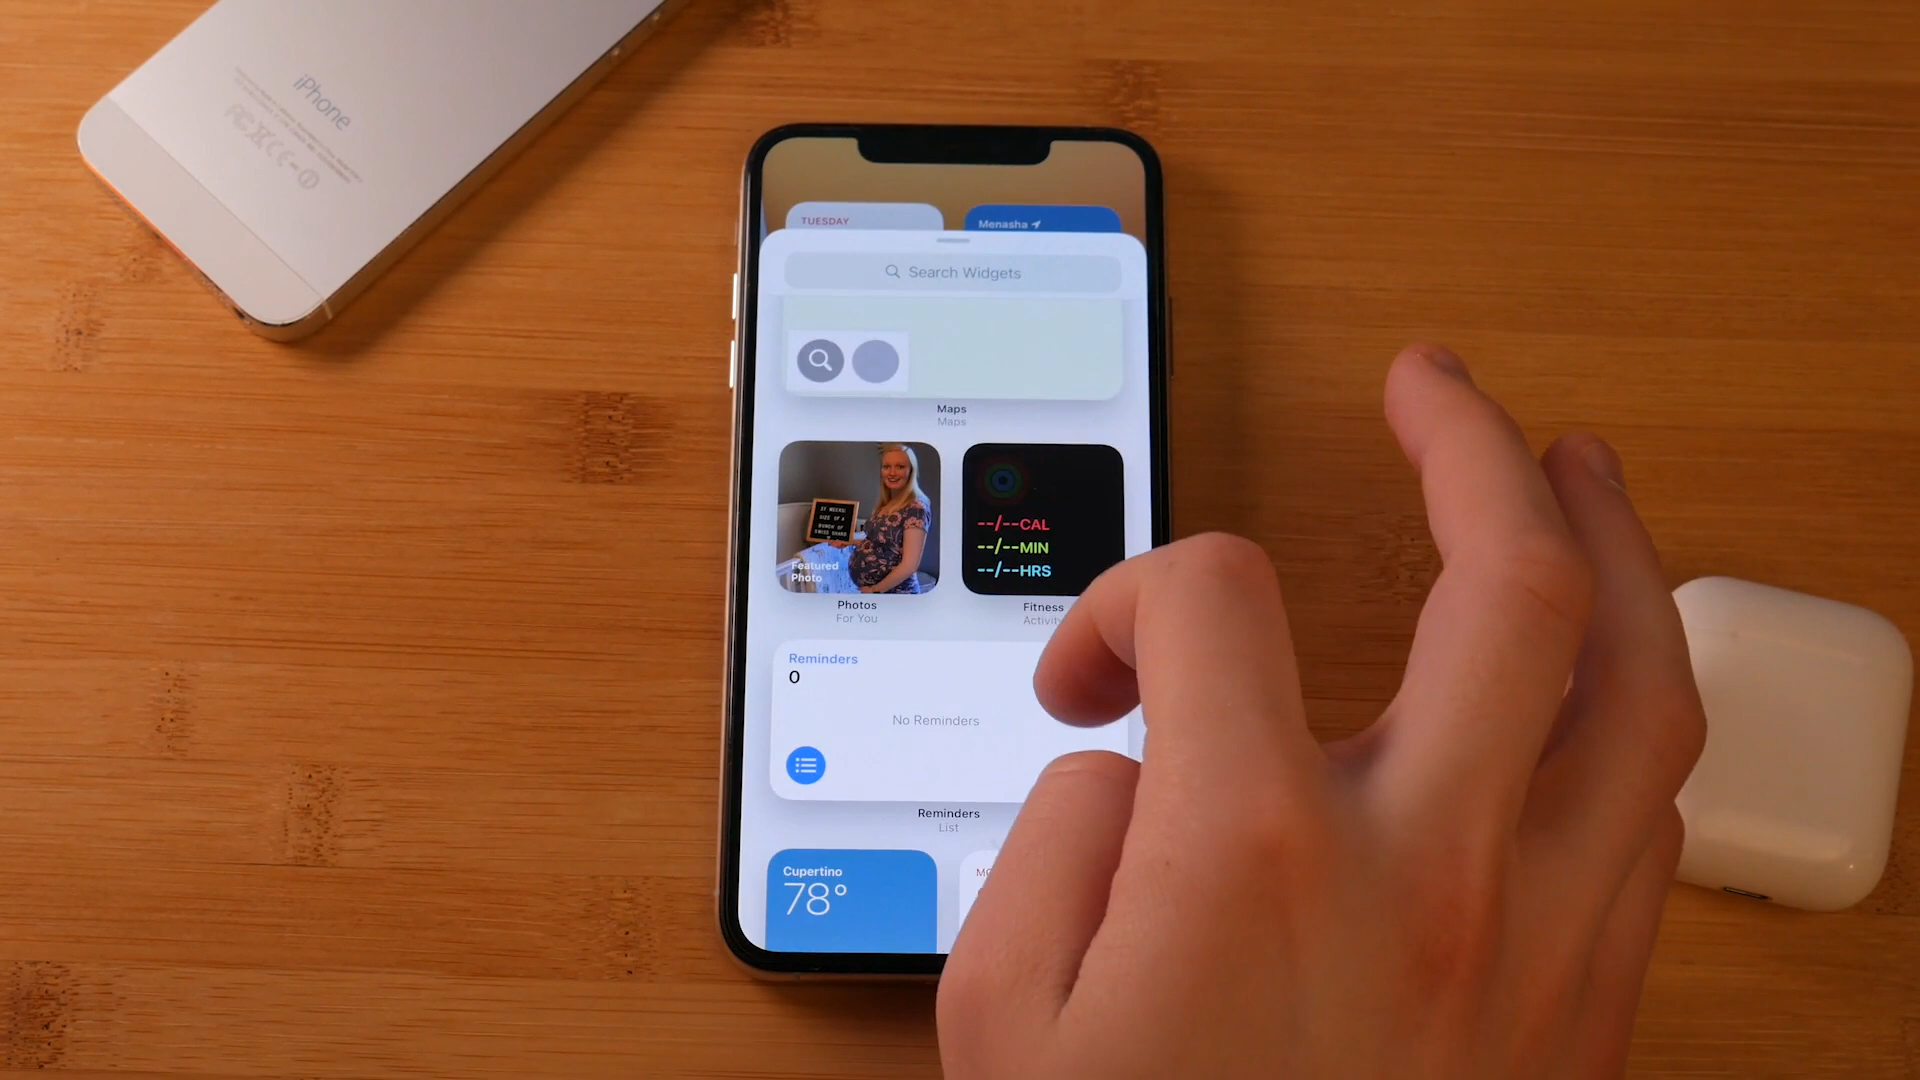 iPhone
TUESDAY
Menasha
Search Widgets
Maps
Maps
Featured
Photo
Photos
For You
--/--CAL
--/--MIN
--/--HRS
Fitness
Activity
Reminders
0
No Reminders
Reminders
List
Cupertino
78°